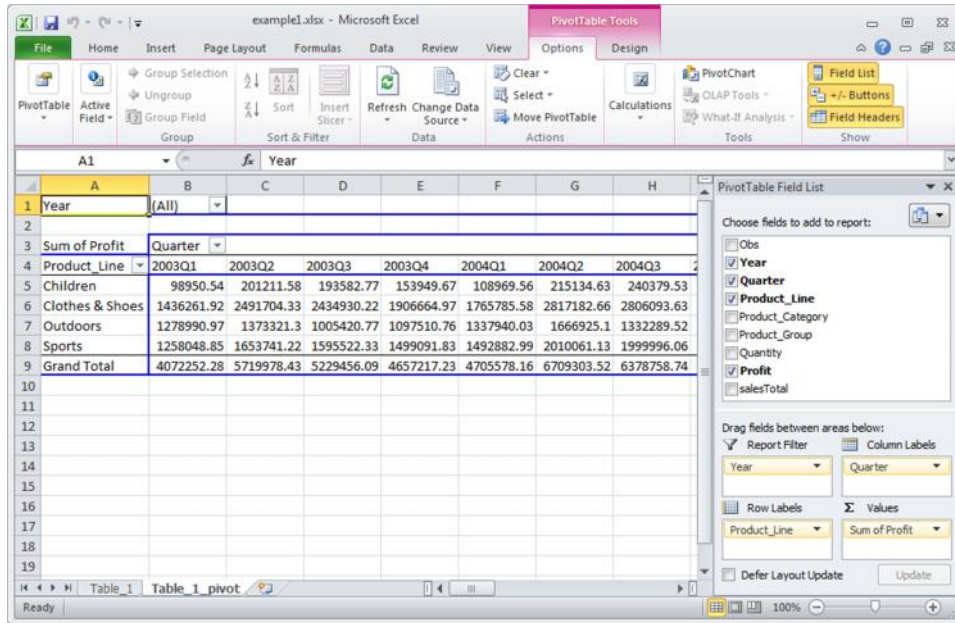 example1.xlsx - Microsoft Excel
PivotTable Tools
File Home Insert Page Layout Formulas Data Review View Options Design
PivotTable
Active Field
Group Selection
Ungroup
Group Field
Group
Sort
Insert Slicer
Sort & Filter
Refresh
Change Data Source
Data
Clear
Select
Move PivotTable
Actions
Calculations
PivotChart
OLAP Tools
What-If Analysis
Tools
Field List
+/- Buttons
Field Headers
Show
A1 fx Year
A B C D E F G H
1 Year (All)
2
3 Sum of Profit Quarter
4 Product_Line 2003Q1 2003Q2 2003Q3 2003Q4 2004Q1 2004Q2 2004Q3
5 Children 98950.54 201211.58 193582.77 153949.67 108969.56 215134.63 240379.53
6 Clothes & Shoes 1436261.92 2491704.33 2434930.22 1906664.97 1765785.58 2817182.66 2806093.63
7 Outdoors 1278990.97 1373321.3 1005420.77 1097510.76 1337940.03 1666925.1 1332289.52
8 Sports 1258048.85 1653741.22 1595522.33 1499091.83 1492882.99 2010061.13 1999996.06
9 Grand Total 4072252.28 5719978.43 5229456.09 4657217.23 4705578.16 6709303.52 6378758.74
10
11
12
13
14
15
16
17
18
19
PivotTable Field List
Choose fields to add to report:
Obs
Year
Quarter
Product_Line
Product_Category
Product_Group
Quantity
Profit
salesTotal
Drag fields between areas below:
Report Filter Column Labels
Year Quarter
Row Labels Σ Values
Product_Line Sum of Profit
Defer Layout Update Update
Table_1 Table_1_pivot
Ready 100%